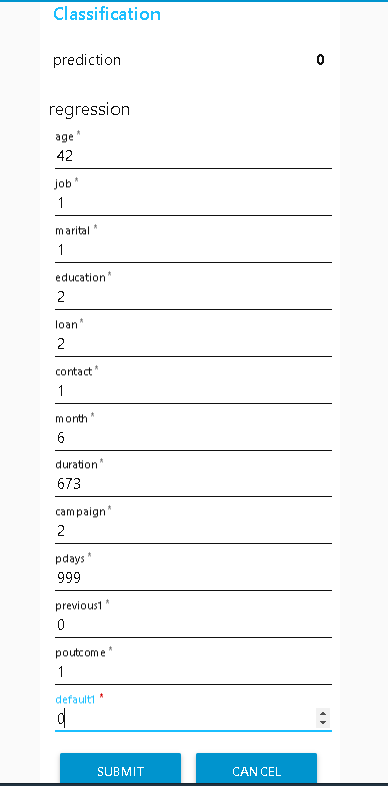 Classification
prediction 0
regression
age *
42
job *
1
marital *
1
education *
2
loan *
2
contact *
1
month *
6
duration *
673
campaign *
2
pdays *
999
previous1 *
0
poutcome *
1
default1 *
0
SUBMIT CANCEL